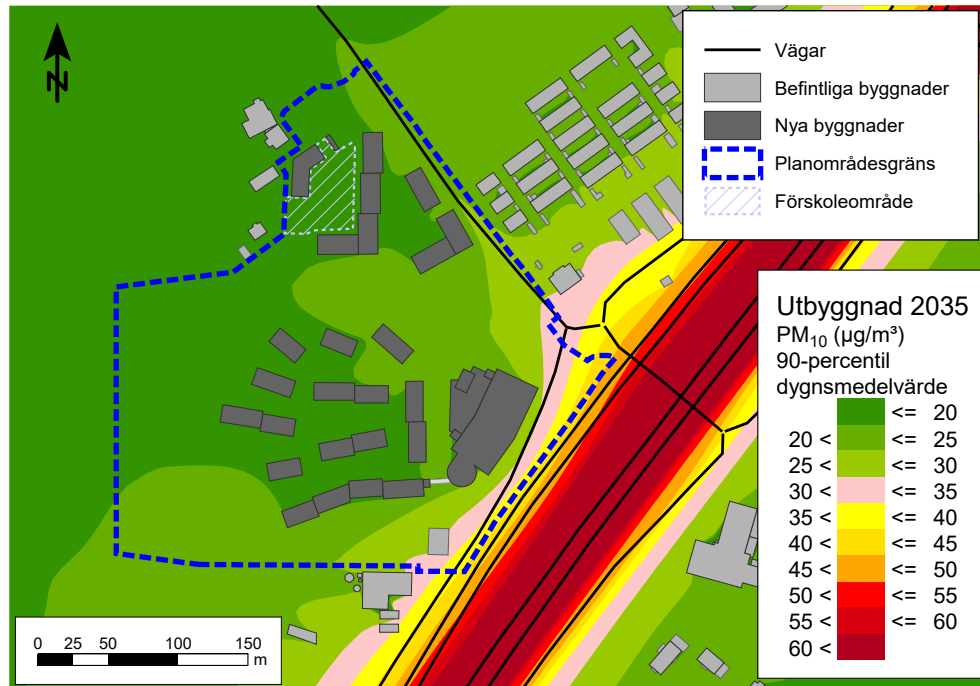 N
Vägar
Befintliga byggnader
Nya byggnader
Planområdesgräns
Förskoleområde
Utbyggnad 2035
PM₁₀ (µg/m³)
90-percentil
dygnsmedelvärde
<= 20
20 < <= 25
25 < <= 30
30 < <= 35
35 < <= 40
40 < <= 45
45 < <= 50
50 < <= 55
55 < <= 60
60 <
0 25 50 100 150
m